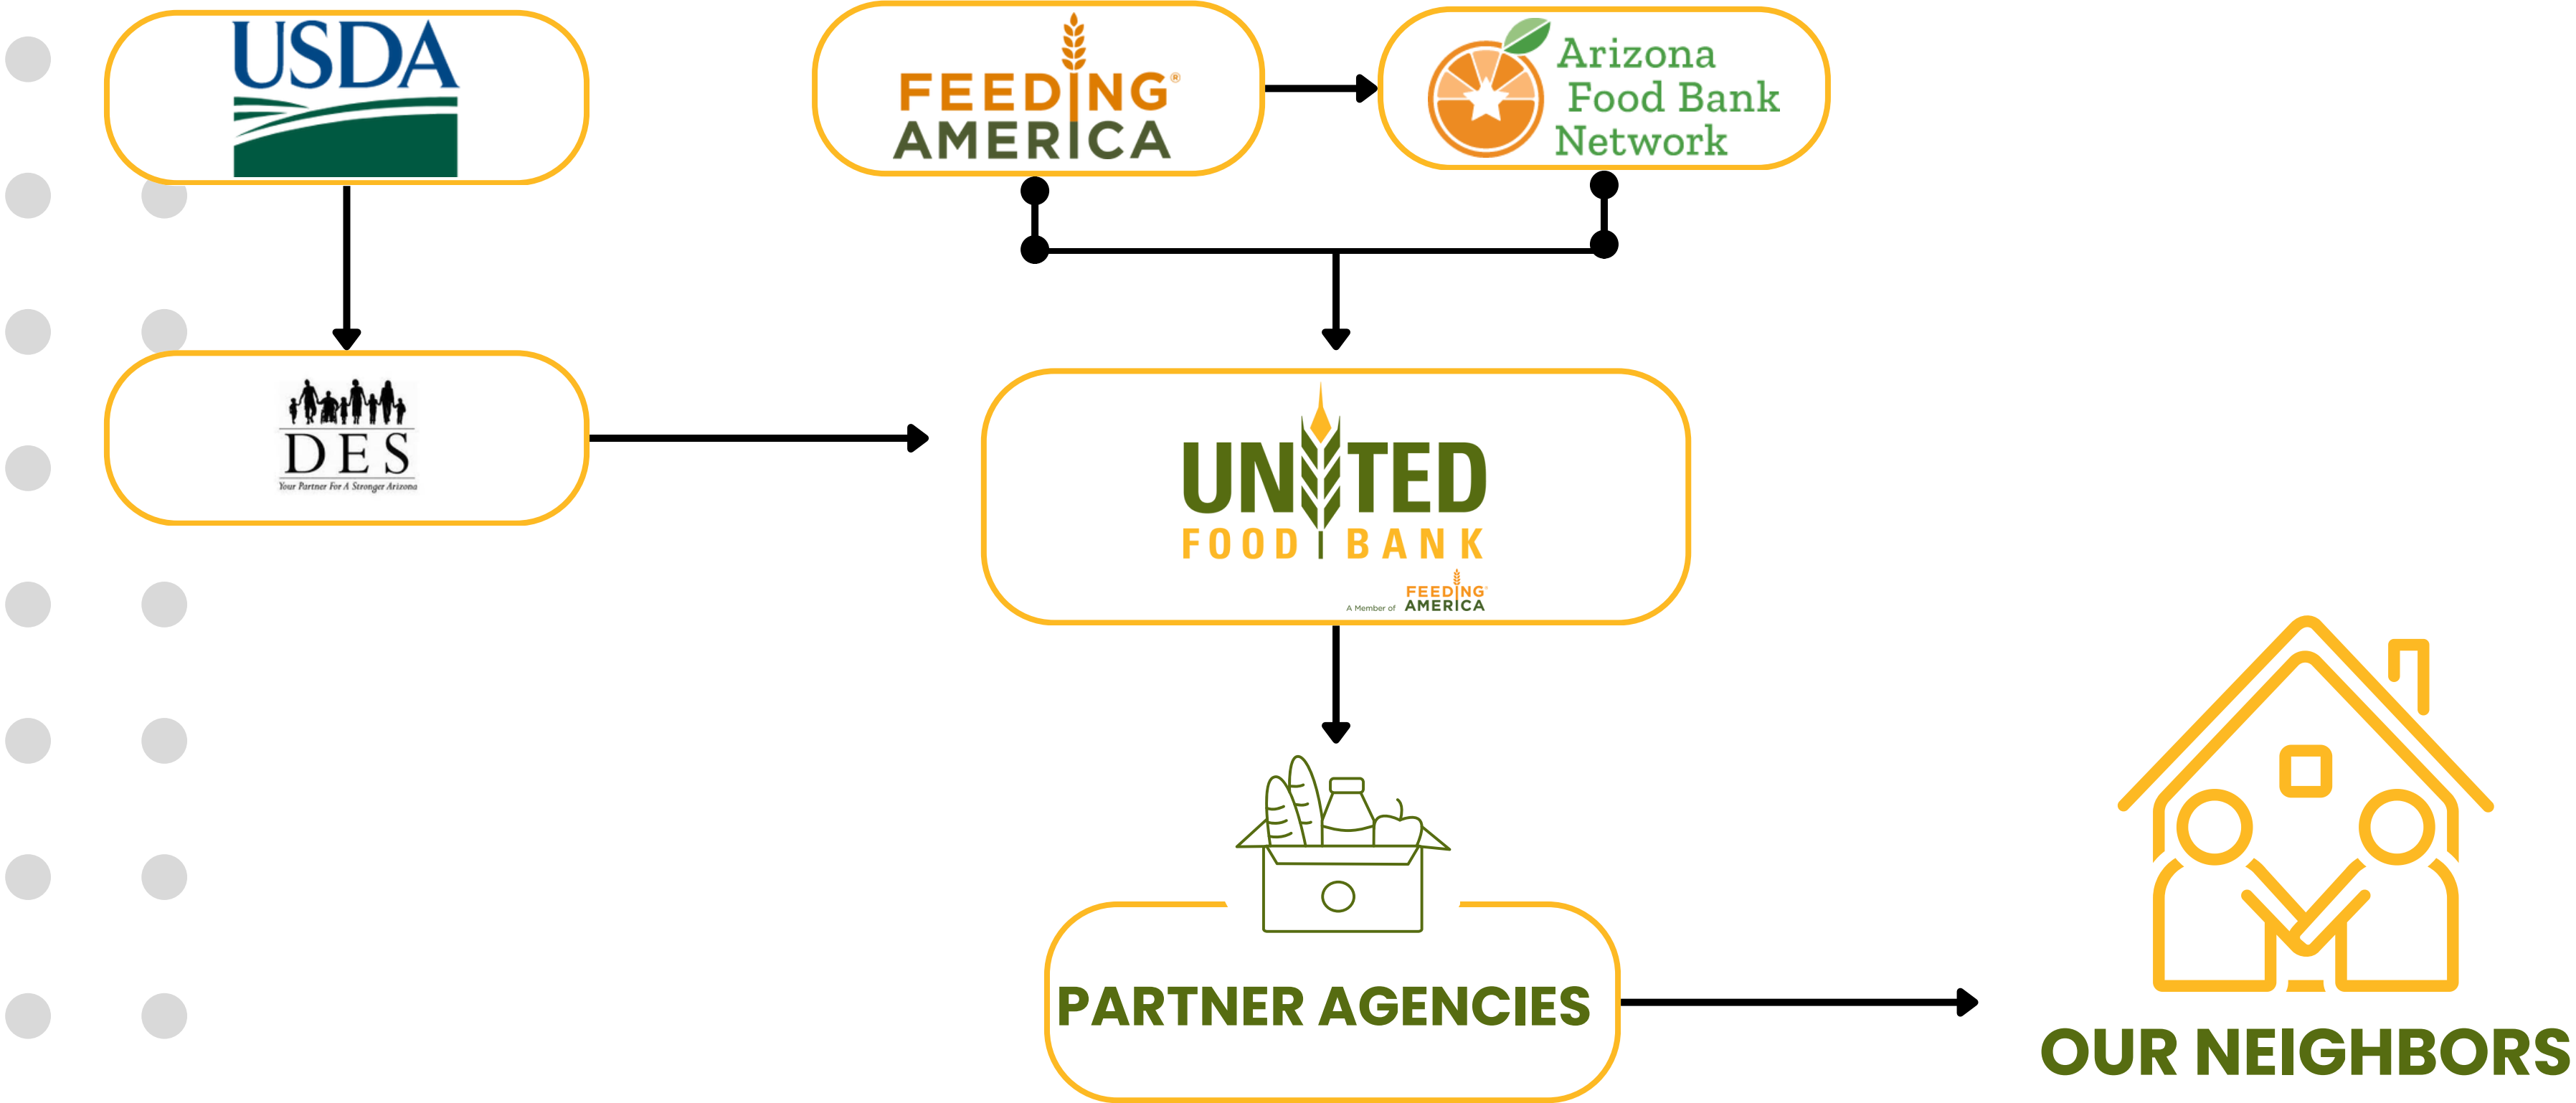 USDA
FEEDING®
AMERICA
Arizona
Food Bank
Network
DES
Your Partner For A Stronger Arizona
UNITED
FOOD BANK
A Member of FEEDING®
AMERICA
PARTNER AGENCIES
OUR NEIGHBORS